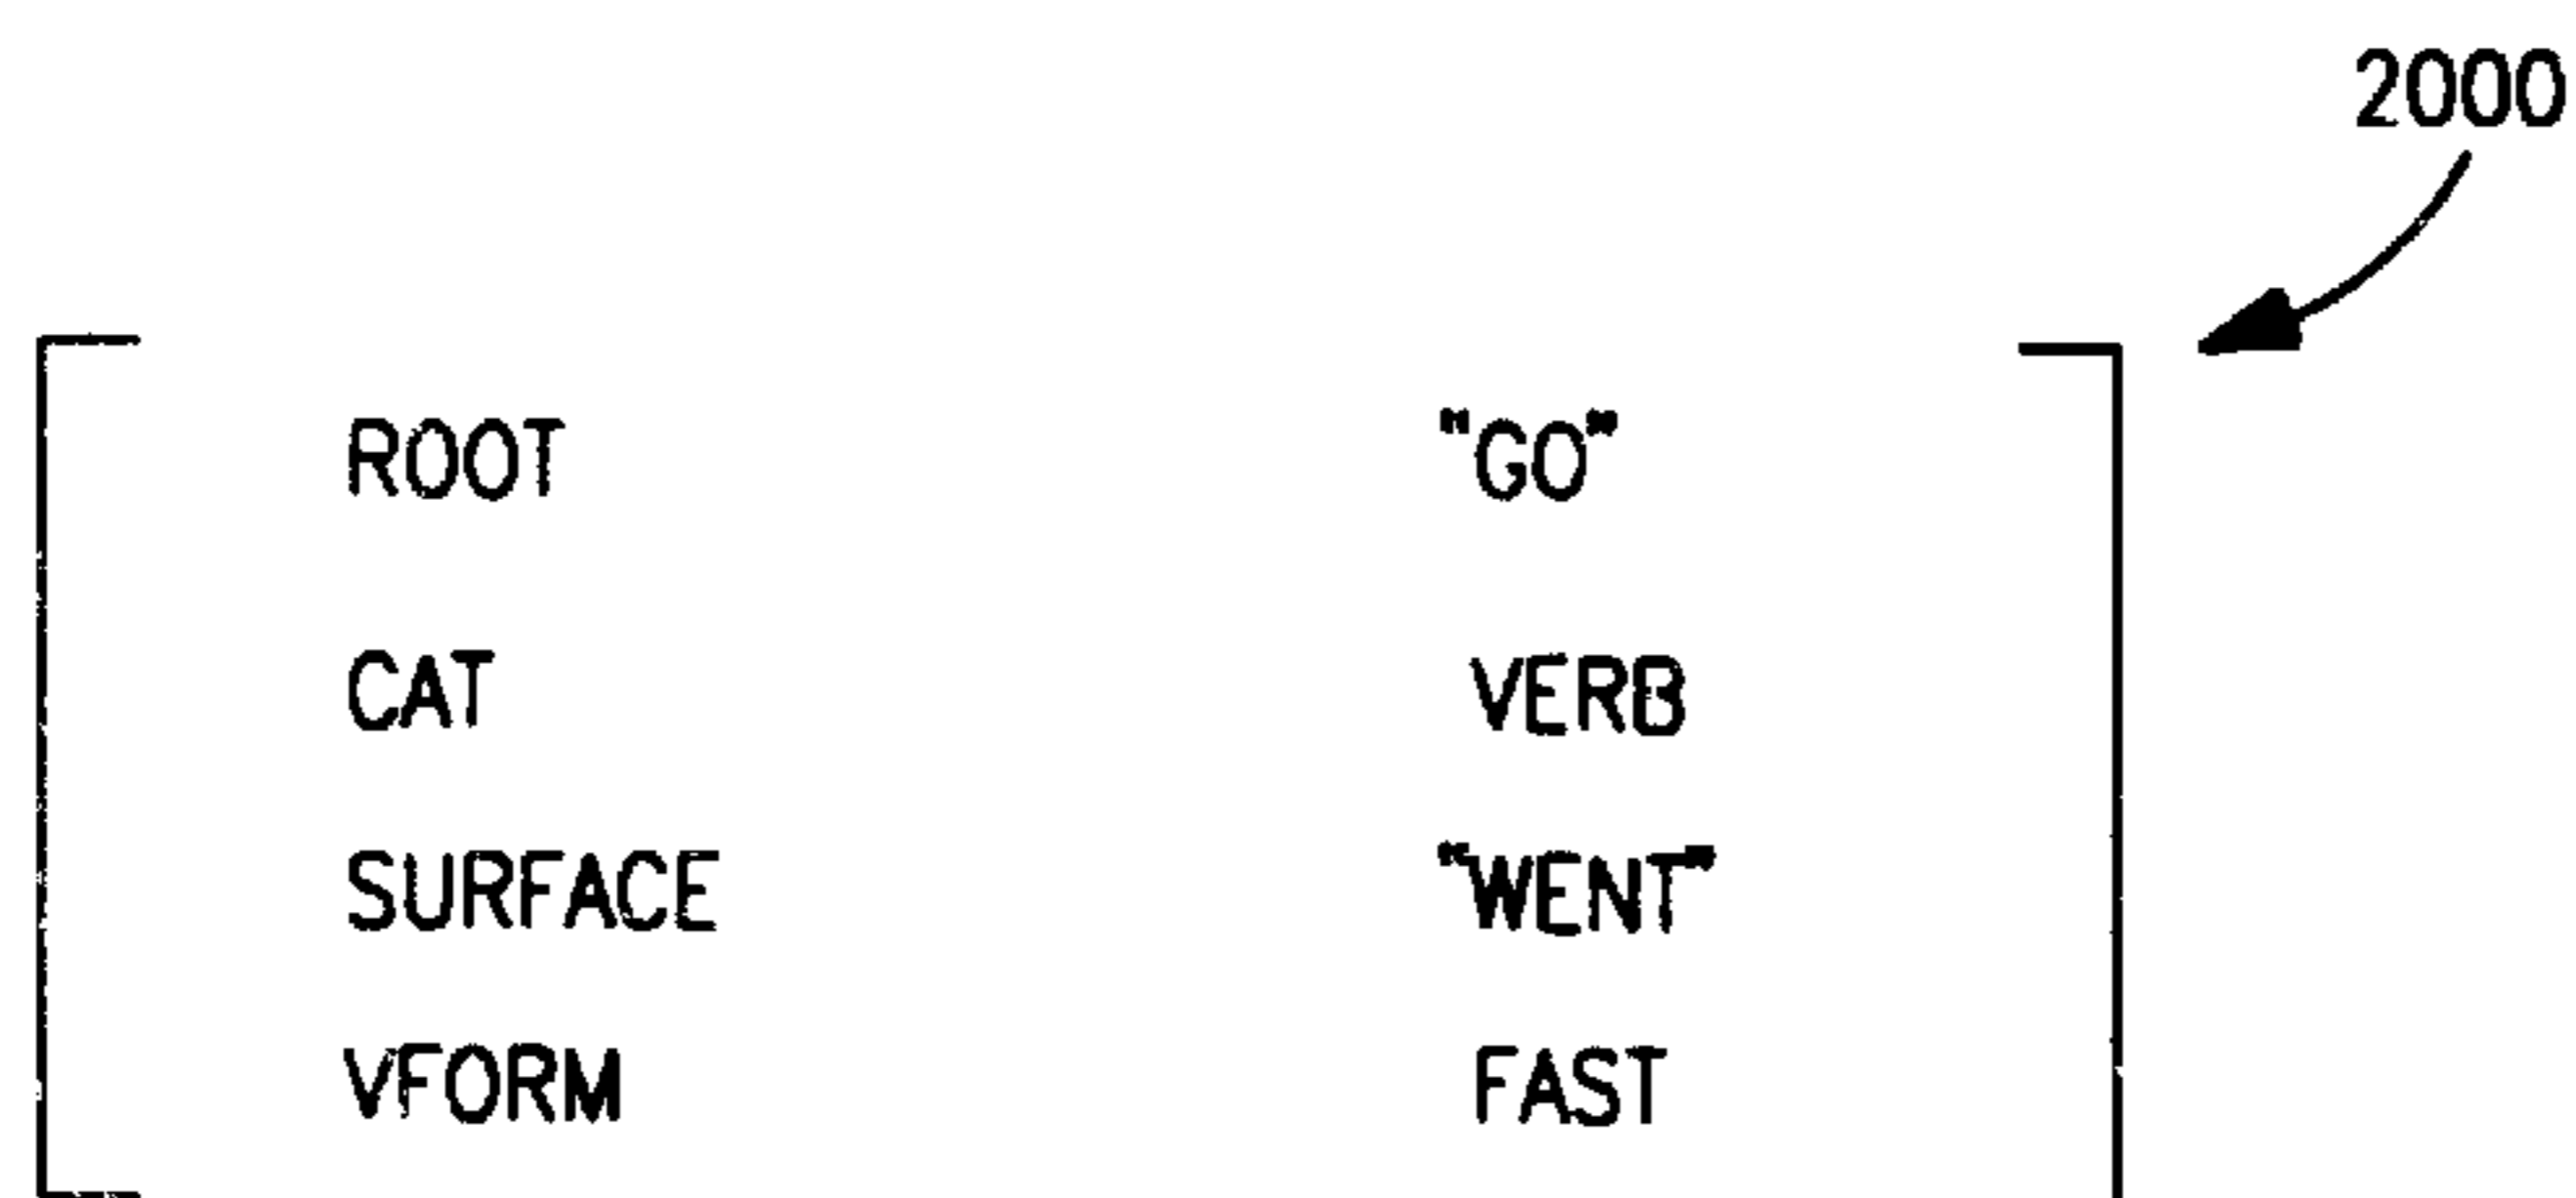 2000
ROOT "GO"
CAT VERB
SURFACE "WENT"
VFORM FAST